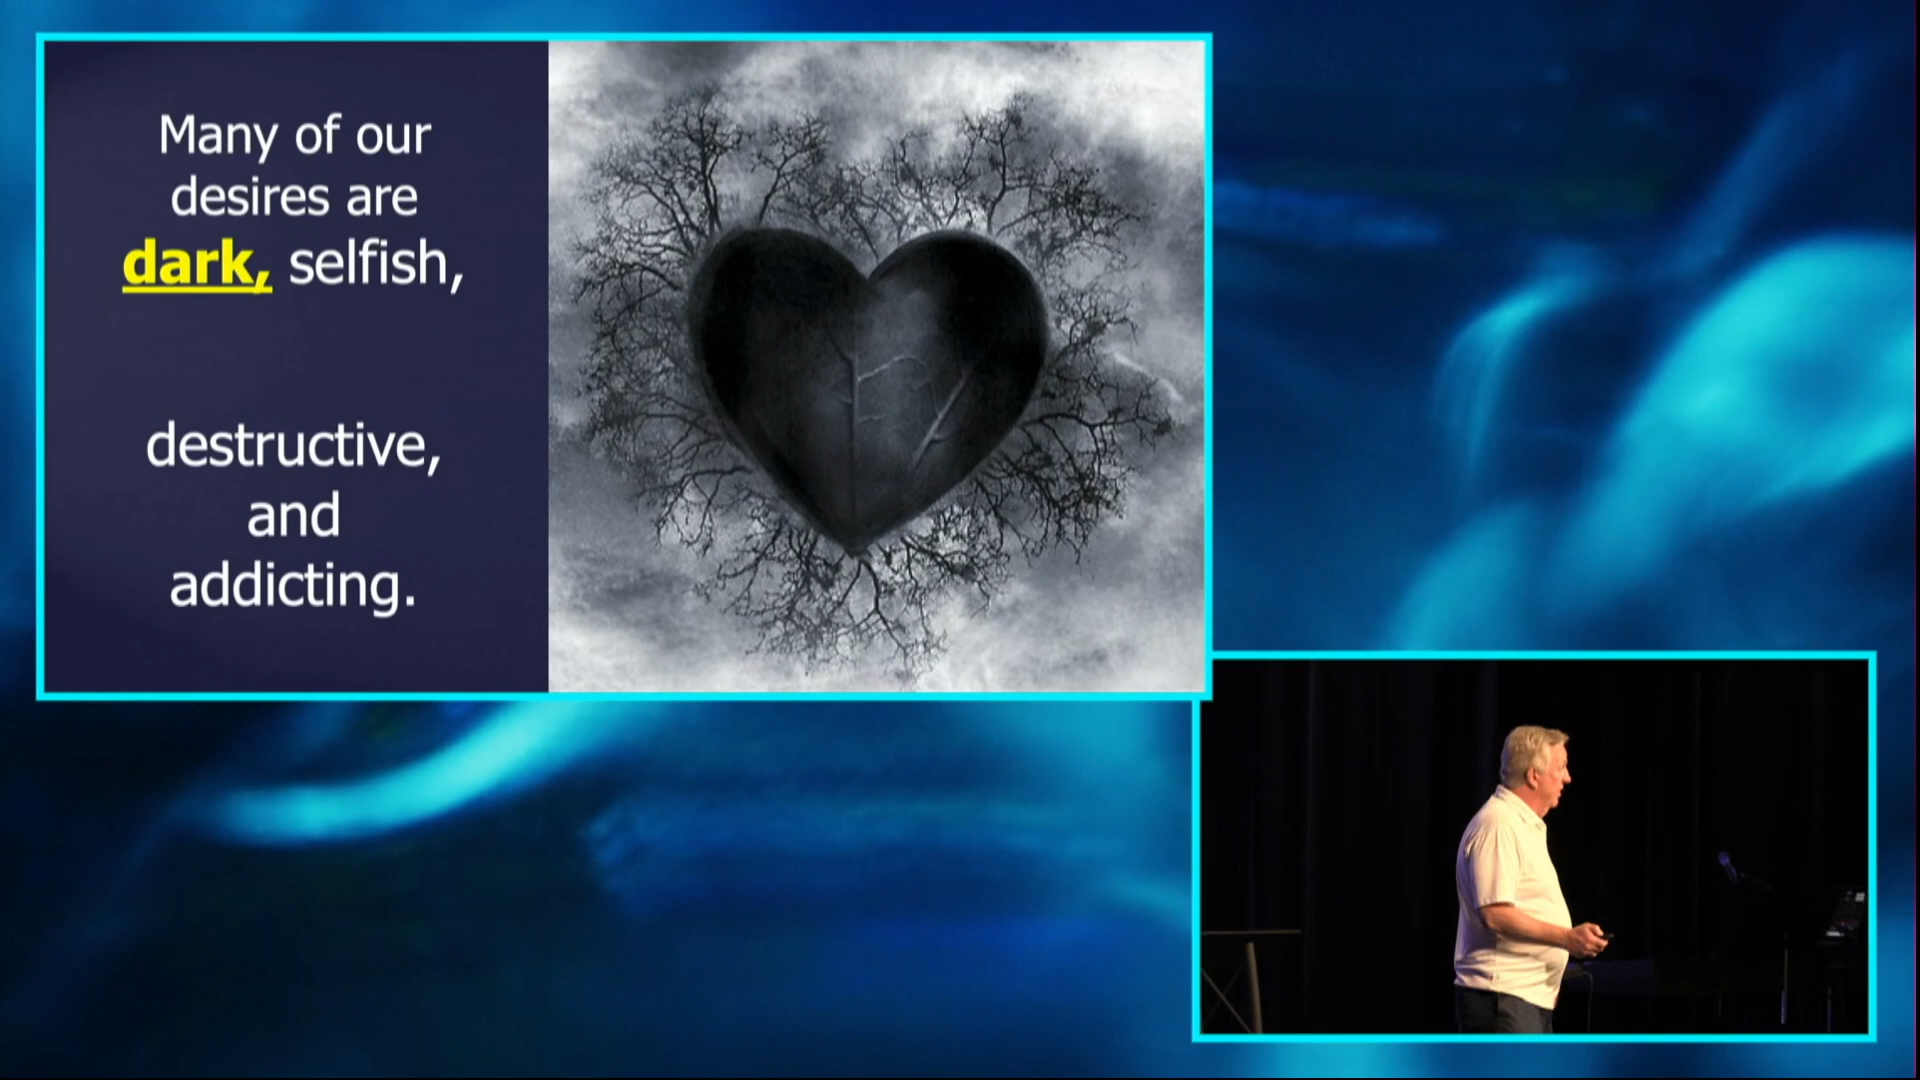 Many of our
desires are
dark, selfish,
destructive,
and
addicting.